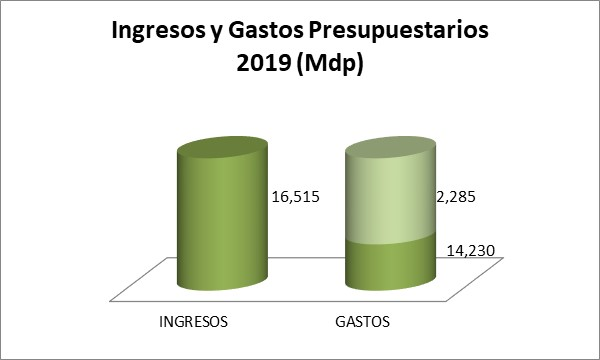 Ingresos y Gastos Presupuestarios
2019 (Mdp)
16,515
2,285
14,230
INGRESOS
GASTOS